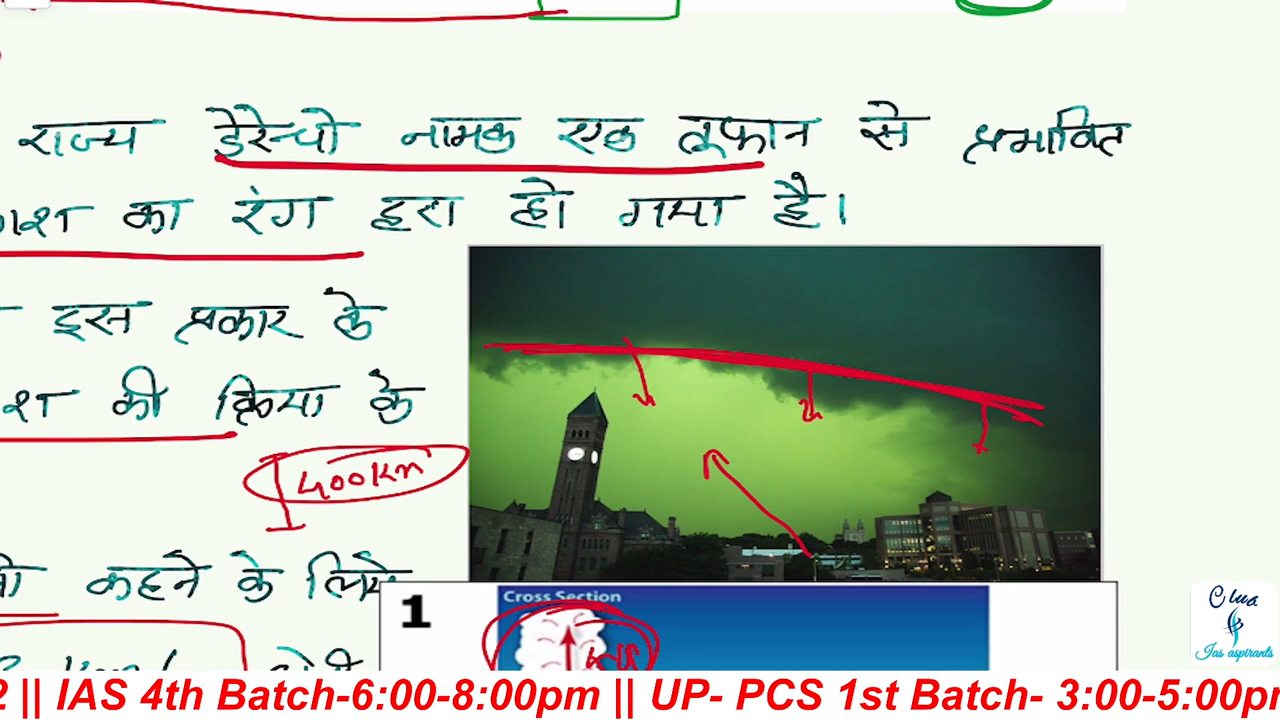 राज्य डेरेन्चो नामक एक तूफान से प्रभावित
का रंग हरा हो गया है।
इस प्रकार के
की क्रिया के
400km
कहने के लिये
1
Cross Section
2 || IAS 4th Batch-6:00-8:00pm || UP- PCS 1st Batch- 3:00-5:00pm
Clue
Ias aspirants